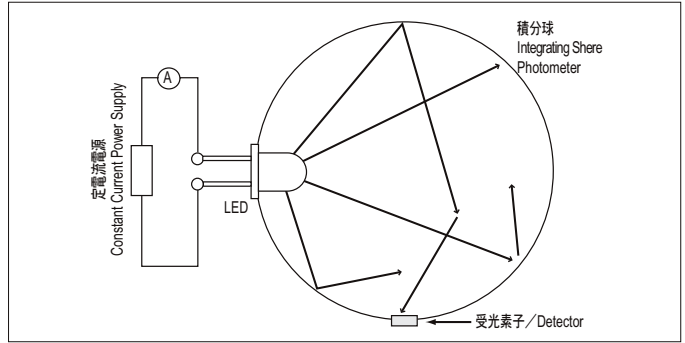 積分球
Integrating Shere
Photometer
A
定電流電源
Constant Current Power Supply
LED
受光素子／Detector